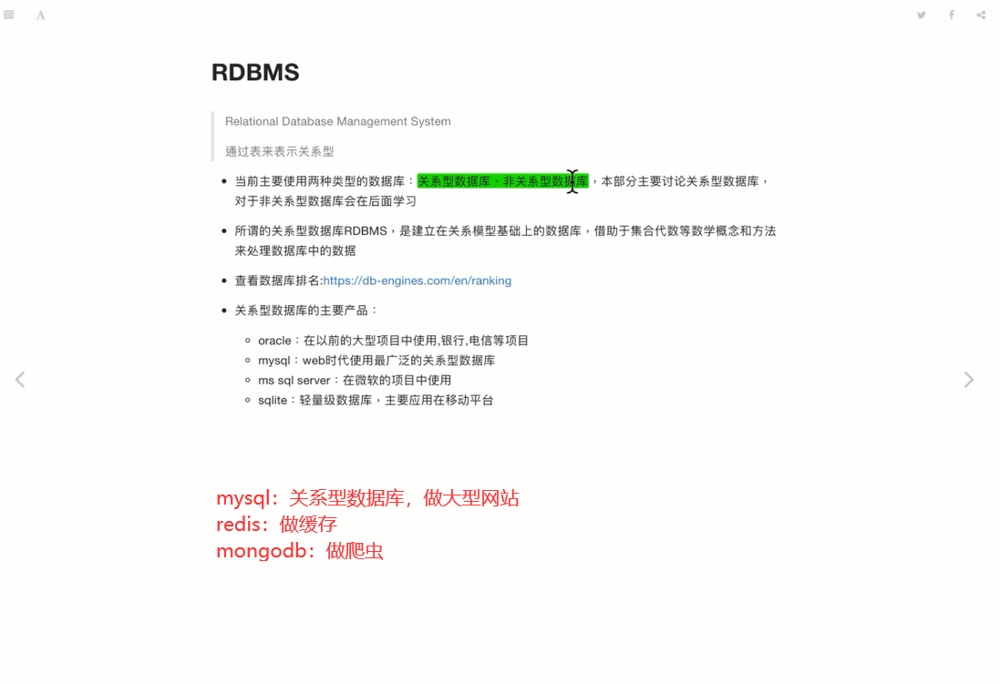 A
RDBMS
Relational Database Management System
通过表来表示关系型
当前主要使用两种类型的数据库：关系型数据库、非关系型数据库，本部分主要讨论关系型数据库，
对于非关系型数据库会在后面学习
所谓的关系型数据库RDBMS，是建立在关系模型基础上的数据库，借助于集合代数等数学概念和方法
来处理数据库中的数据
查看数据库排名:https://db-engines.com/en/ranking
关系型数据库的主要产品：
oracle：在以前的大型项目中使用,银行,电信等项目
mysql：web时代使用最广泛的关系型数据库
ms sql server：在微软的项目中使用
sqlite：轻量级数据库，主要应用在移动平台
mysql：关系型数据库，做大型网站
redis：做缓存
mongodb：做爬虫